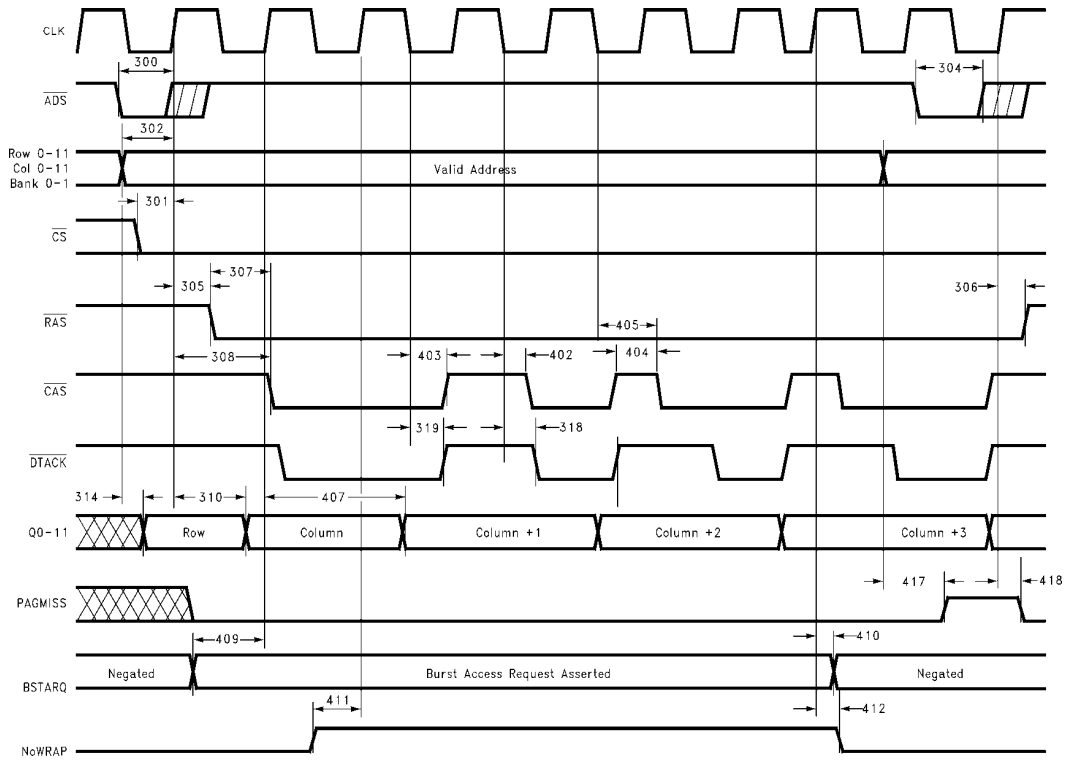 CLK
300
304
ADS
302
Row 0-11
Col 0-11
Bank 0-1
Valid Address
301
CS
307
305
306
RAS
405
308
403
402
404
CAS
319
318
DTACK
314
310
407
Q0-11
Row
Column
Column +1
Column +2
Column +3
417
418
PAGMISS
409
410
Negated
Burst Access Request Asserted
Negated
BSTARQ
411
412
NoWRAP